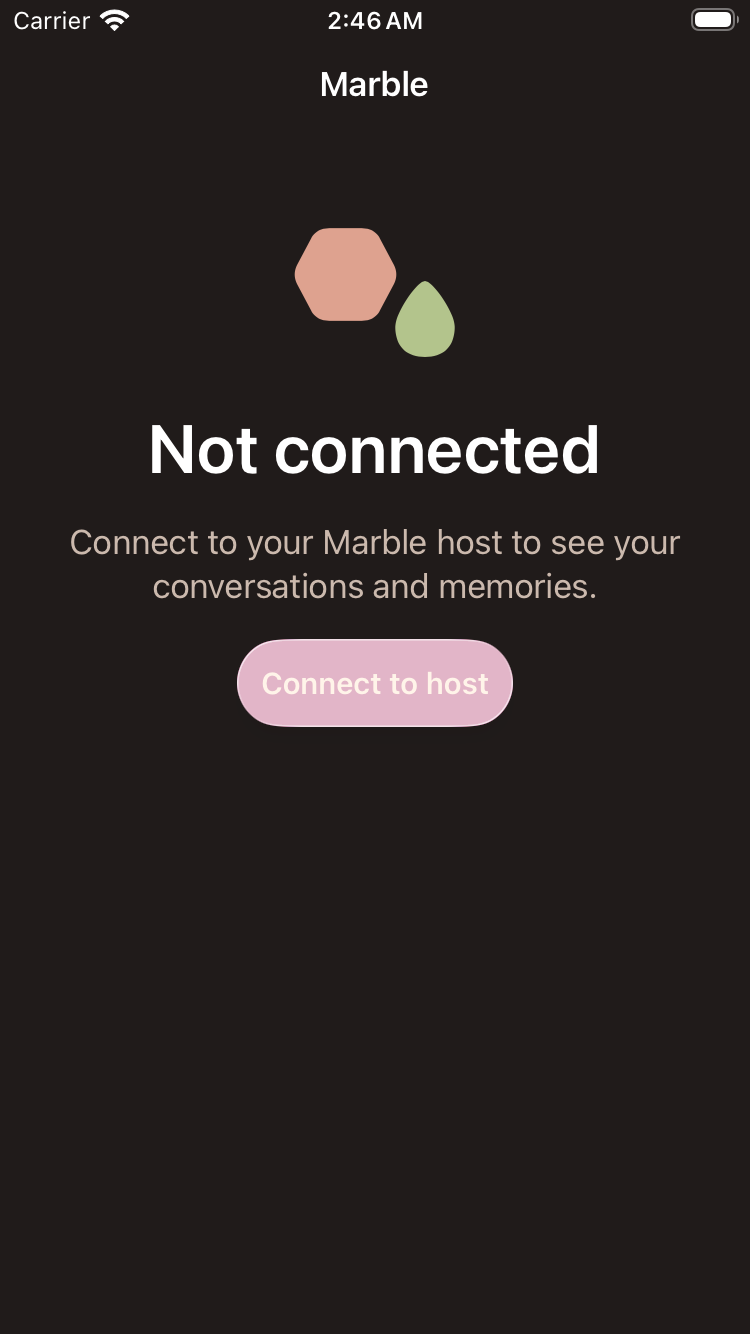 Carrier
2:46 AM
Marble
Not connected
Connect to your Marble host to see your
conversations and memories.
Connect to host